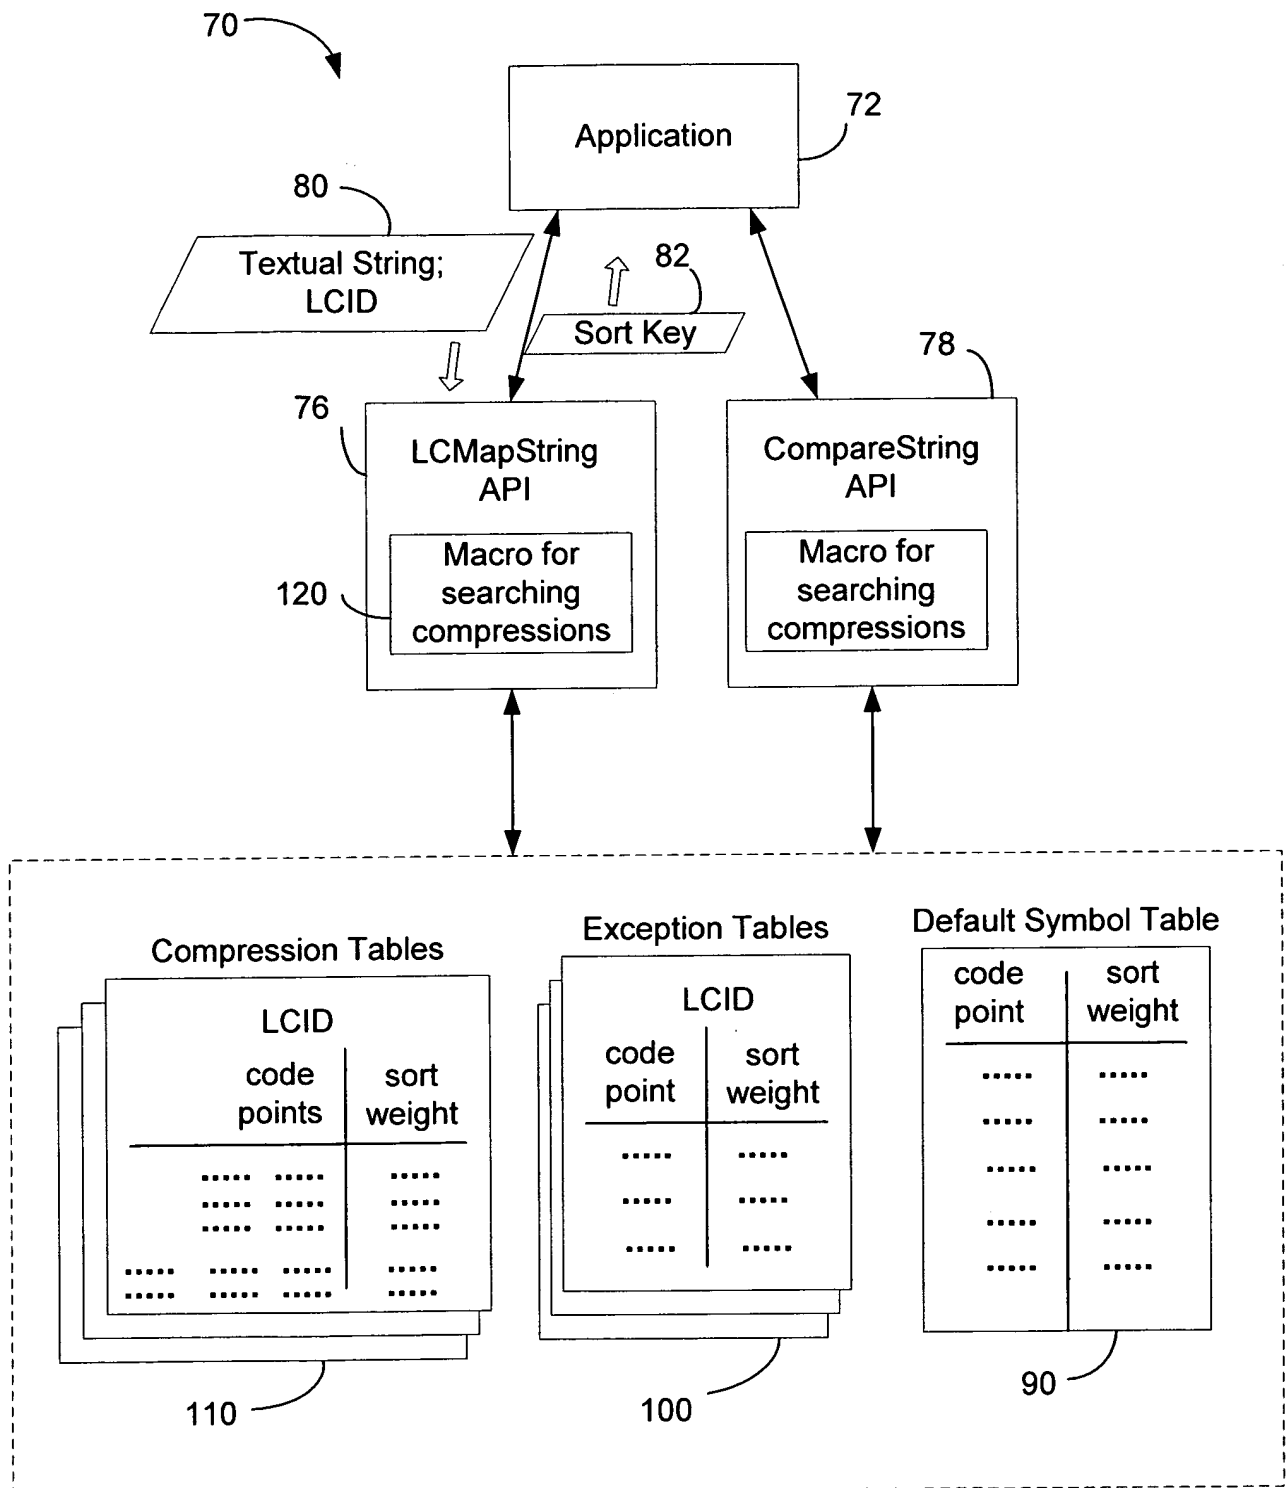 70
Application
72
80
Textual String;
LCID
82
Sort Key
78
76
LCMapString
API
Macro for
searching
compressions
120
CompareString
API
Macro for
searching
compressions
Compression Tables
LCID
code
points
sort
weight
110
Exception Tables
LCID
code
point
sort
weight
100
Default Symbol Table
code
point
sort
weight
90